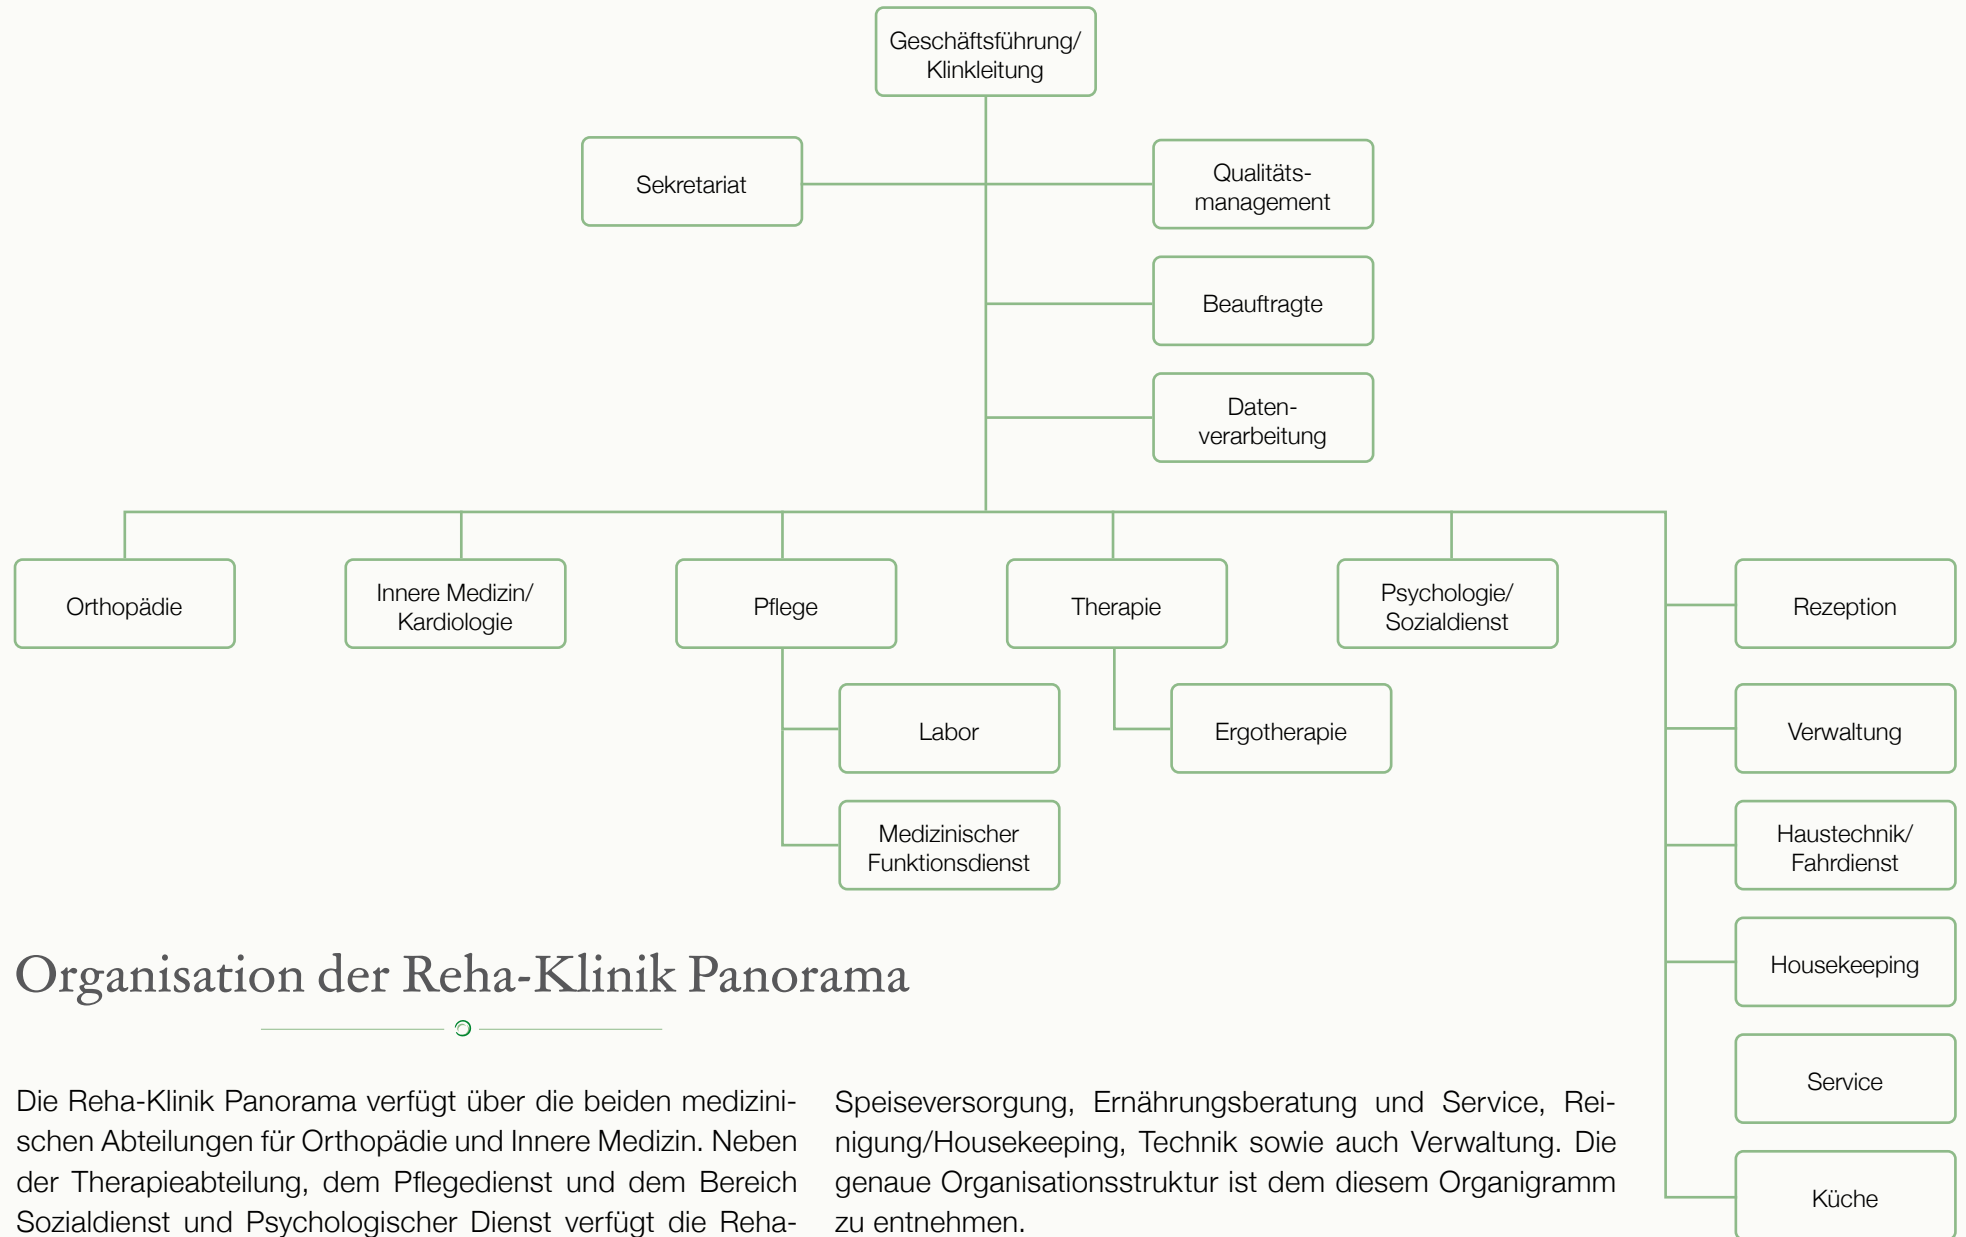 Geschäftsführung/
Klinkleitung
Sekretariat
Qualitäts-
management
Beauftragte
Daten-
verarbeitung
Orthopädie
Innere Medizin/
Kardiologie
Pflege
Therapie
Psychologie/
Sozialdienst
Rezeption
Labor
Ergotherapie
Verwaltung
Medizinischer
Funktionsdienst
Haustechnik/
Fahrdienst
Housekeeping
Service
Küche
Organisation der Reha-Klinik Panorama
Die Reha-Klinik Panorama verfügt über die beiden medizini-
schen Abteilungen für Orthopädie und Innere Medizin. Neben
der Therapieabteilung, dem Pflegedienst und dem Bereich
Sozialdienst und Psychologischer Dienst verfügt die Reha-
Speiseversorgung, Ernährungsberatung und Service, Rei-
nigung/Housekeeping, Technik sowie auch Verwaltung. Die
genaue Organisationsstruktur ist dem diesem Organigramm
zu entnehmen.